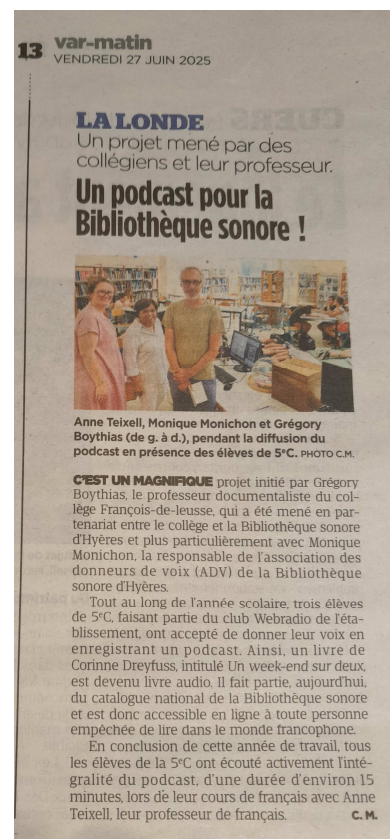 13 var-matin
VENDREDI 27 JUIN 2025
LA LONDE
Un projet mené par des
collégiens et leur professeur.
Un podcast pour la
Bibliothèque sonore !
Anne Teixell, Monique Monichon et Grégory
Boythias (de g. à d.), pendant la diffusion du
podcast en présence des élèves de 5eC. PHOTO C.M.
C'EST UN MAGNIFIQUE projet initié par Grégory
Boythias, le professeur documentaliste du col-
lège François-de-leusse, qui a été mené en par-
tenariat entre le collège et la Bibliothèque sonore
d'Hyères et plus particulièrement avec Monique
Monichon, la responsable de l'association des
donneurs de voix (ADV) de la Bibliothèque
sonore d'Hyères.
Tout au long de l'année scolaire, trois élèves
de 5eC, faisant partie du club Webradio de l'éta-
blissement, ont accepté de donner leur voix en
enregistrant un podcast. Ainsi, un livre de
Corinne Dreyfuss, intitulé Un week-end sur deux,
est devenu livre audio. Il fait partie, aujourd'hui,
du catalogue national de la Bibliothèque sonore
et est donc accessible en ligne à toute personne
empêchée de lire dans le monde francophone.
En conclusion de cette année de travail, tous
les élèves de la 5eC ont écouté activement l'inté-
gralité du podcast, d'une durée d'environ 15
minutes, lors de leur cours de français avec Anne
Teixell, leur professeur de français. C. M.